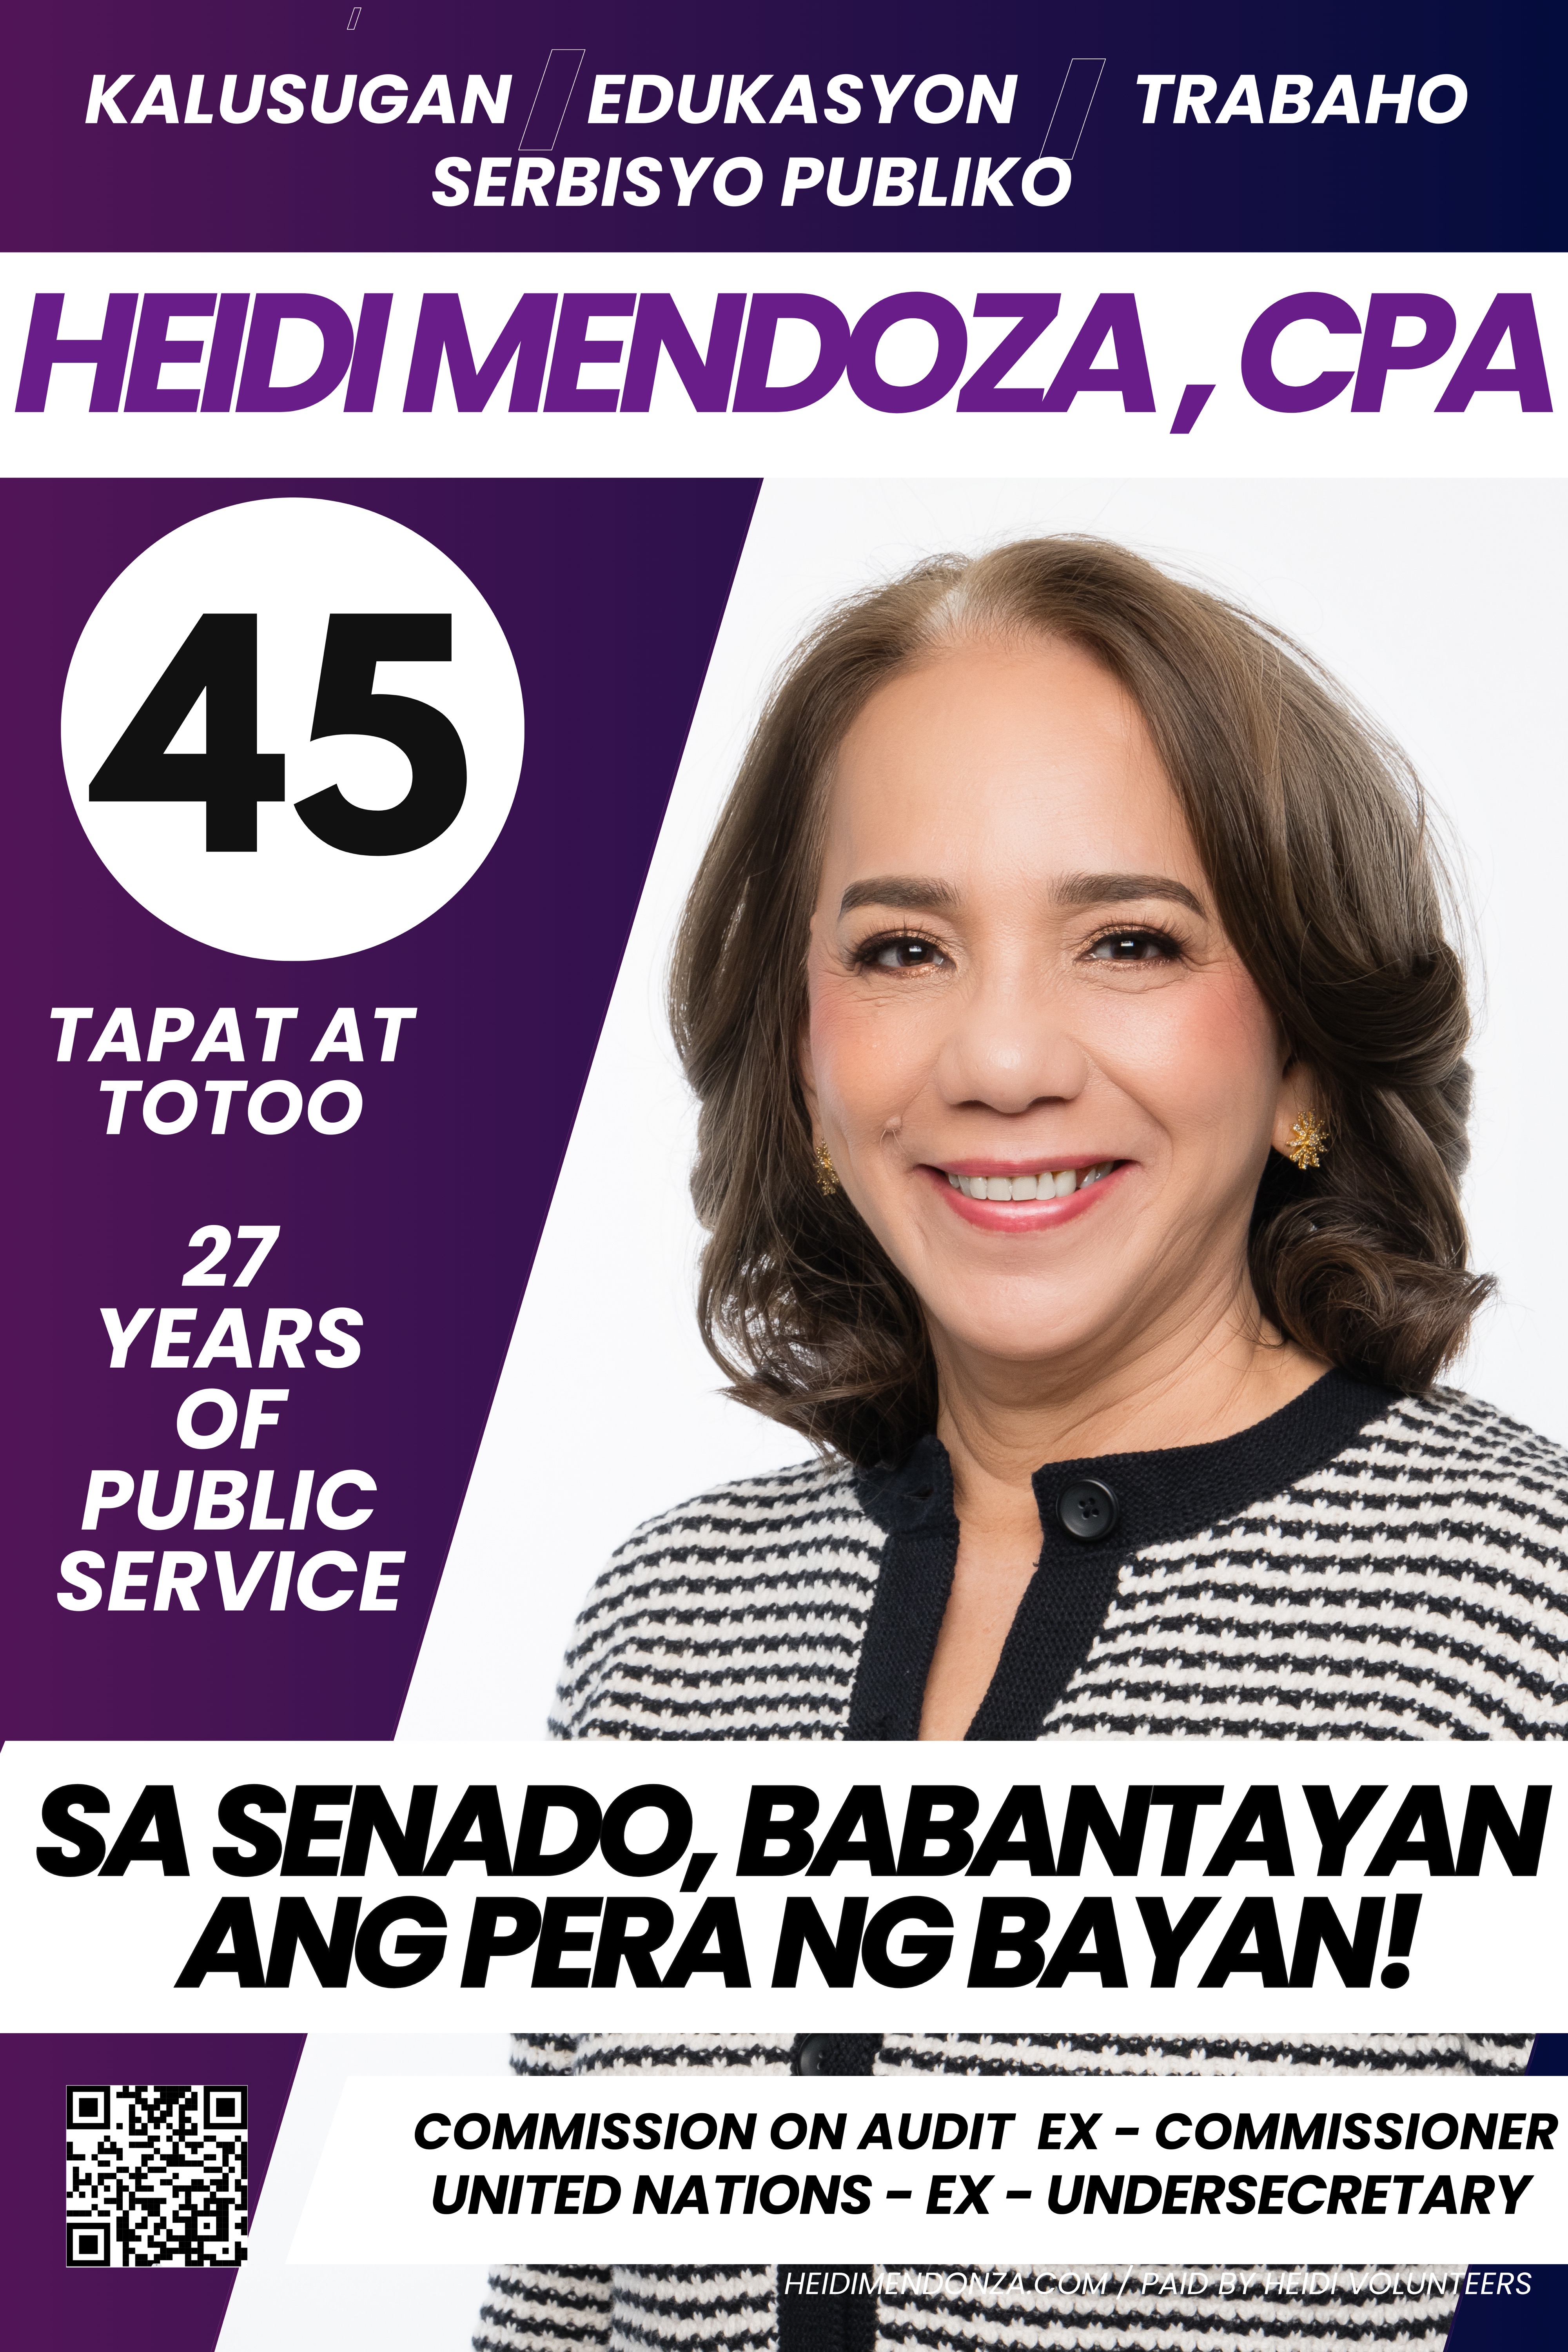 KALUSUGAN EDUKASYON TRABAHO
SERBISYO PUBLIKO
HEIDI MENDOZA , CPA
45
TAPAT AT
TOTOO
27
YEARS
OF
PUBLIC
SERVICE
SA SENADO, BABANTAYAN
ANG PERA NG BAYAN!
COMMISSION ON AUDIT EX - COMMISSIONER
UNITED NATIONS - EX - UNDERSECRETARY
HEIDIMENDONZA.COM / PAID BY HEIDI VOLUNTEERS